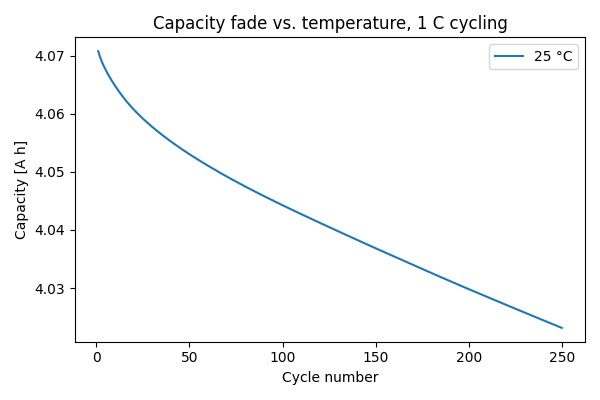 Capacity fade vs. temperature, 1 C cycling
25 °C
4.07
4.06
4.05
4.04
4.03
Capacity [A h]
0
50
100
150
200
250
Cycle number